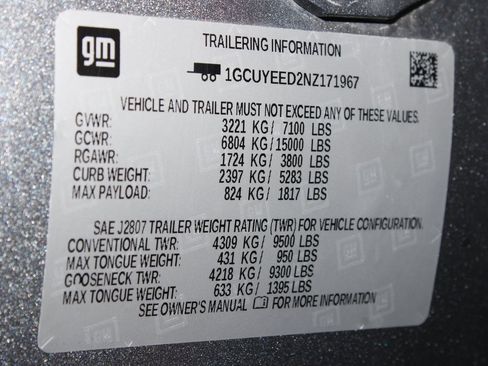 gm
TRAILERING INFORMATION
1GCUYEED2NZ171967
VEHICLE AND TRAILER MUST NOT EXCEED ANY OF THESE VALUES.
GVWR: 3221 KG/ 7100 LBS
GCWR: 6804 KG/15000 LBS
RGAWR: 1724 KG/ 3800 LBS
CURB WEIGHT: 2397 KG/ 5283 LBS
MAX PAYLOAD: 824 KG/ 1817 LBS
SAE J2807 TRAILER WEIGHT RATING (TWR) FOR VEHICLE CONFIGURATION.
CONVENTIONAL TWR: 4309 KG/ 9500 LBS
MAX TONGUE WEIGHT: 431 KG/ 950 LBS
GOOSENECK TWR: 4218 KG/ 9300 LBS
MAX TONGUE WEIGHT: 633 KG/ 1395 LBS
SEE OWNER'S MANUAL FOR MORE INFORMATION